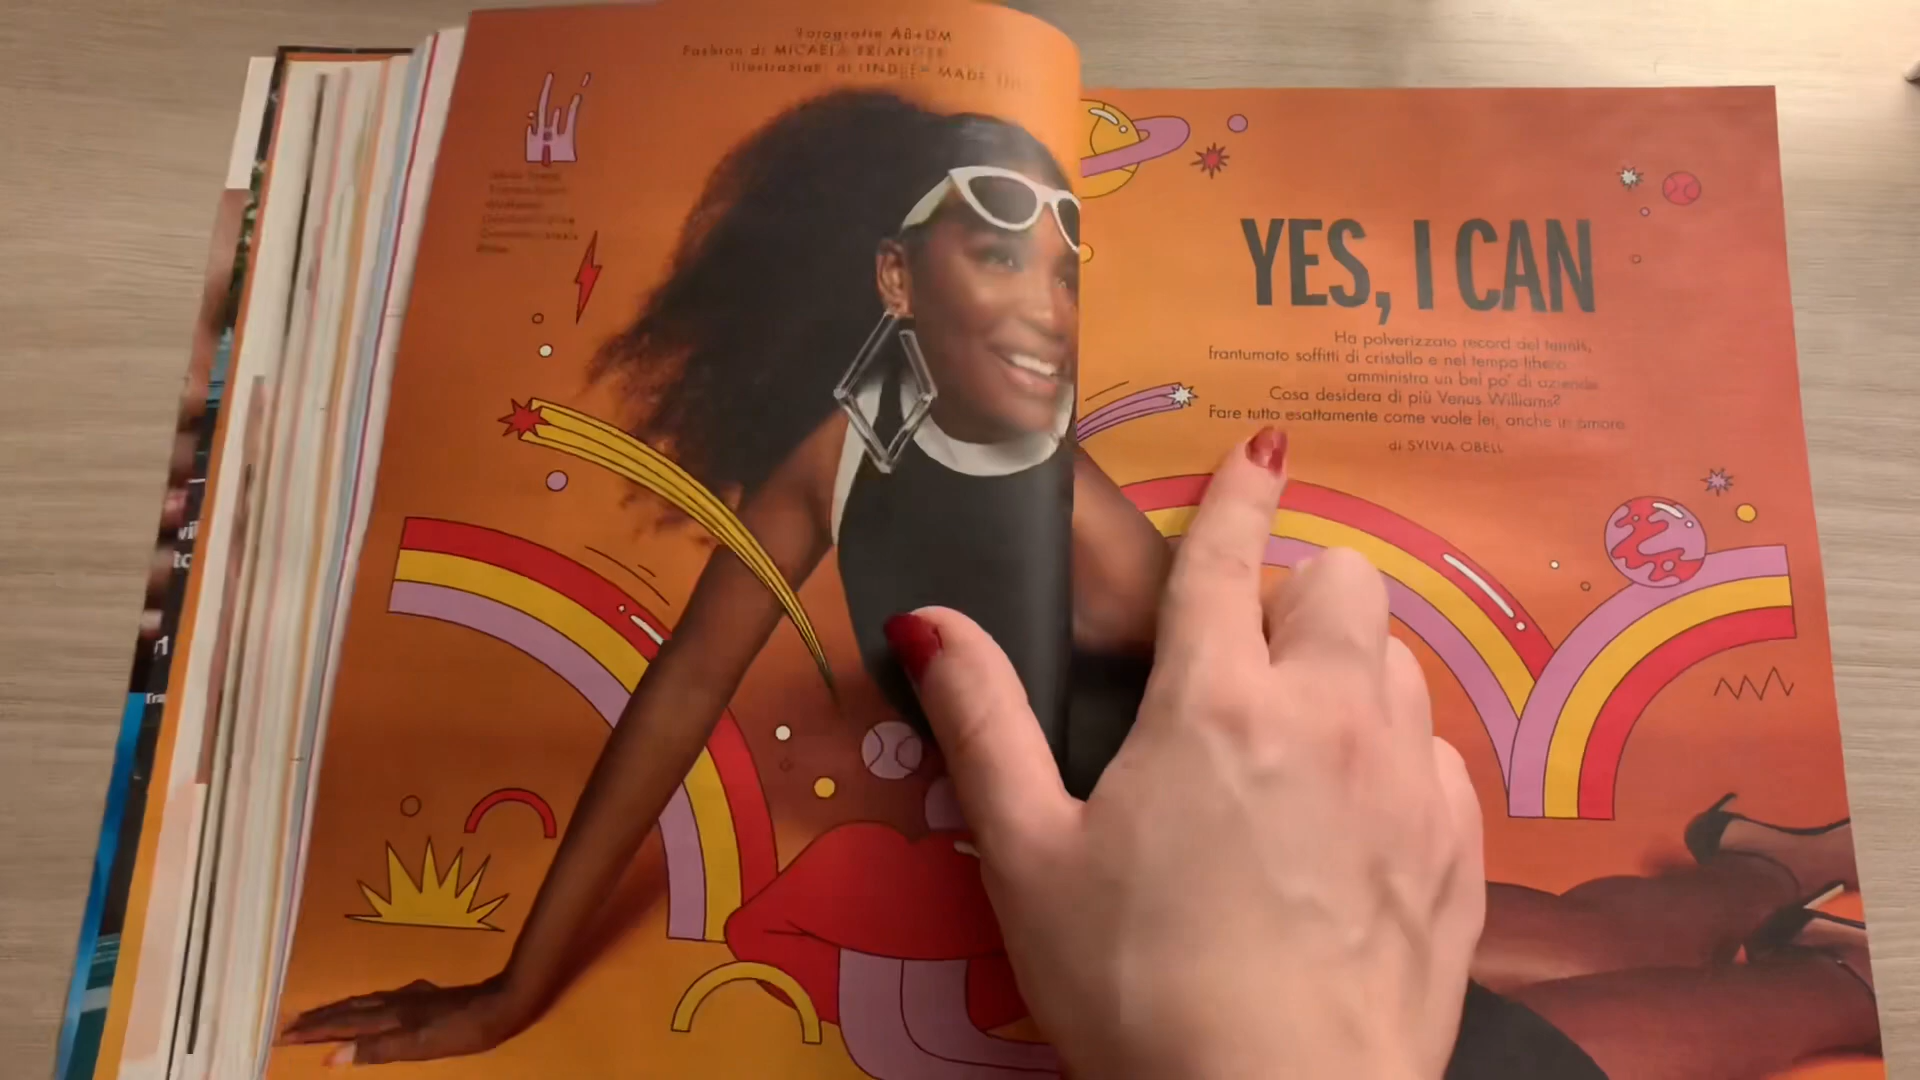 Fotografie AB+DM
Fashion di MICAELA ERLANGER
Illustrazioni di LINDSEY MADE THIS
YES, I CAN
Ha polverizzato record del tennis,
frantumato soffitti di cristallo e nel tempo libero
amministra un bel po' di aziende.
Cosa desidera di più Venus Williams?
Fare tutto esattamente come vuole lei, anche in amore
di SYLVIA OBELL